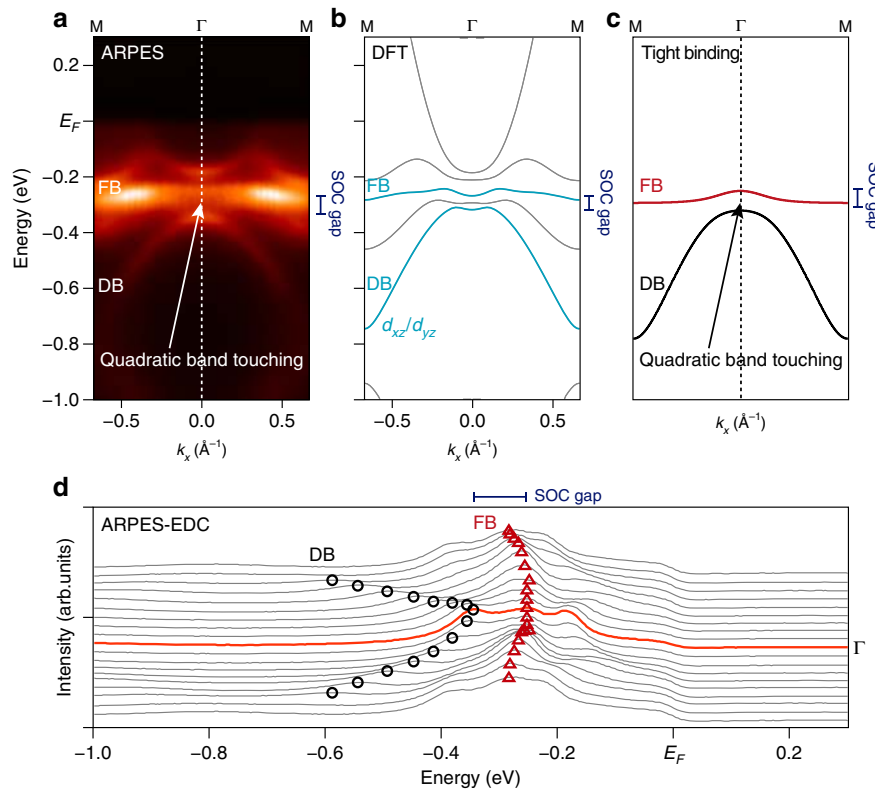 a
M Γ M
ARPES
0.2
E_F
−0.2
−0.4
−0.6
−0.8
−1.0
Energy (eV)
FB
DB
Quadratic band touching
SOC gap
−0.5 0.0 0.5
k_x (Å⁻¹)
b
M Γ M
DFT
FB
DB
d_xz/d_yz
SOC gap
−0.5 0.0 0.5
k_x (Å⁻¹)
c
M Γ M
Tight binding
FB
DB
Quadratic band touching
SOC gap
k_x (Å⁻¹)
d
SOC gap
ARPES-EDC
FB
DB
Γ
Intensity (arb.units)
−1.0 −0.8 −0.6 −0.4 −0.2 E_F 0.2
Energy (eV)